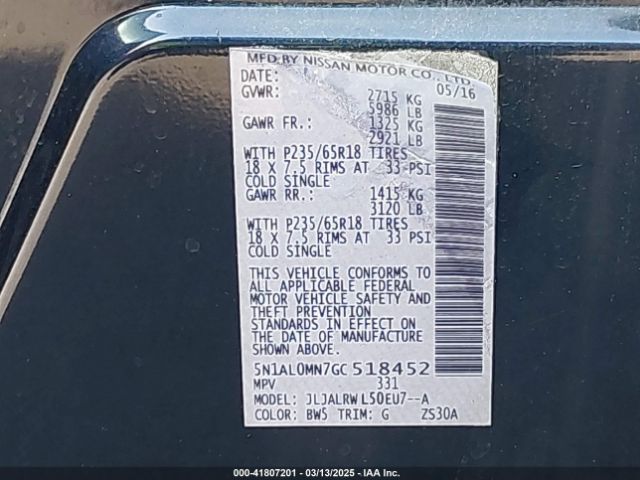 MFD BY NISSAN MOTOR CO., LTD
DATE: 05/16
GVWR: 2715 KG
5986 LB
GAWR FR.: 1325 KG
2921 LB
WITH P235/65R18 TIRES
18 X 7.5 RIMS AT 33 PSI
COLD SINGLE
GAWR RR.: 1415 KG
3120 LB
WITH P235/65R18 TIRES
18 X 7.5 RIMS AT 33 PSI
COLD SINGLE
THIS VEHICLE CONFORMS TO
ALL APPLICABLE FEDERAL
MOTOR VEHICLE SAFETY AND
THEFT PREVENTION
STANDARDS IN EFFECT ON
THE DATE OF MANUFACTURE
SHOWN ABOVE.
5N1AL0MN7GC 518452
MPV 331
MODEL: JLJALRW L50EU7--A
COLOR: BW5 TRIM: G ZS30A
00-41807201 | 03/13/2025 | IAA Inc.